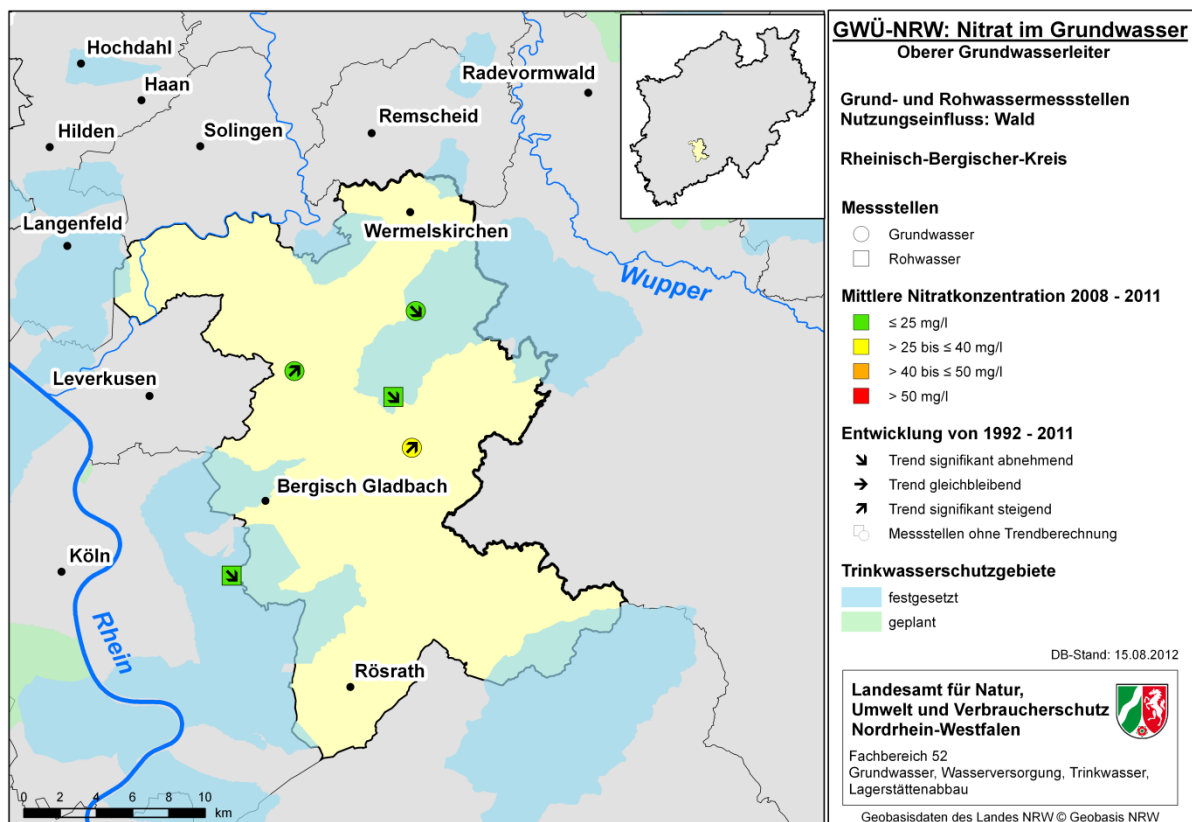 Hochdahl
Haan
Hilden
Solingen
Radevormwald
Remscheid
Langenfeld
Wermelskirchen
Wupper
Leverkusen
Bergisch Gladbach
Köln
Rhein
Rösrath
0 2 4 6 8 10
km
GWÜ-NRW: Nitrat im Grundwasser
Oberer Grundwasserleiter
Grund- und Rohwassermessstellen
Nutzungseinfluss: Wald
Rheinisch-Bergischer-Kreis
Messstellen
Grundwasser
Rohwasser
Mittlere Nitratkonzentration 2008 - 2011
≤ 25 mg/l
> 25 bis ≤ 40 mg/l
> 40 bis ≤ 50 mg/l
> 50 mg/l
Entwicklung von 1992 - 2011
Trend signifikant abnehmend
Trend gleichbleibend
Trend signifikant steigend
Messstellen ohne Trendberechnung
Trinkwasserschutzgebiete
festgesetzt
geplant
DB-Stand: 15.08.2012
Landesamt für Natur,
Umwelt und Verbraucherschutz
Nordrhein-Westfalen
Fachbereich 52
Grundwasser, Wasserversorgung, Trinkwasser,
Lagerstättenabbau
Geobasisdaten des Landes NRW © Geobasis NRW